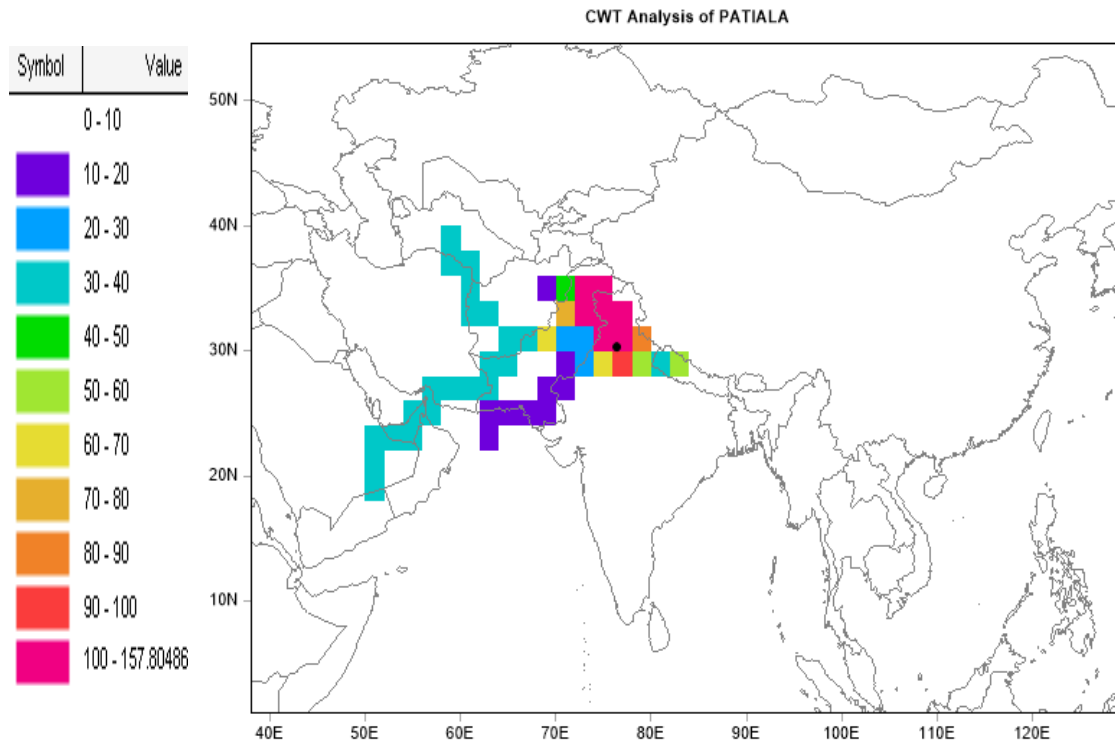 CWT Analysis of PATIALA
Symbol Value
0 - 10
10 - 20
20 - 30
30 - 40
40 - 50
50 - 60
60 - 70
70 - 80
80 - 90
90 - 100
100 - 157.80486
50N
40N
30N
20N
10N
40E 50E 60E 70E 80E 90E 100E 110E 120E